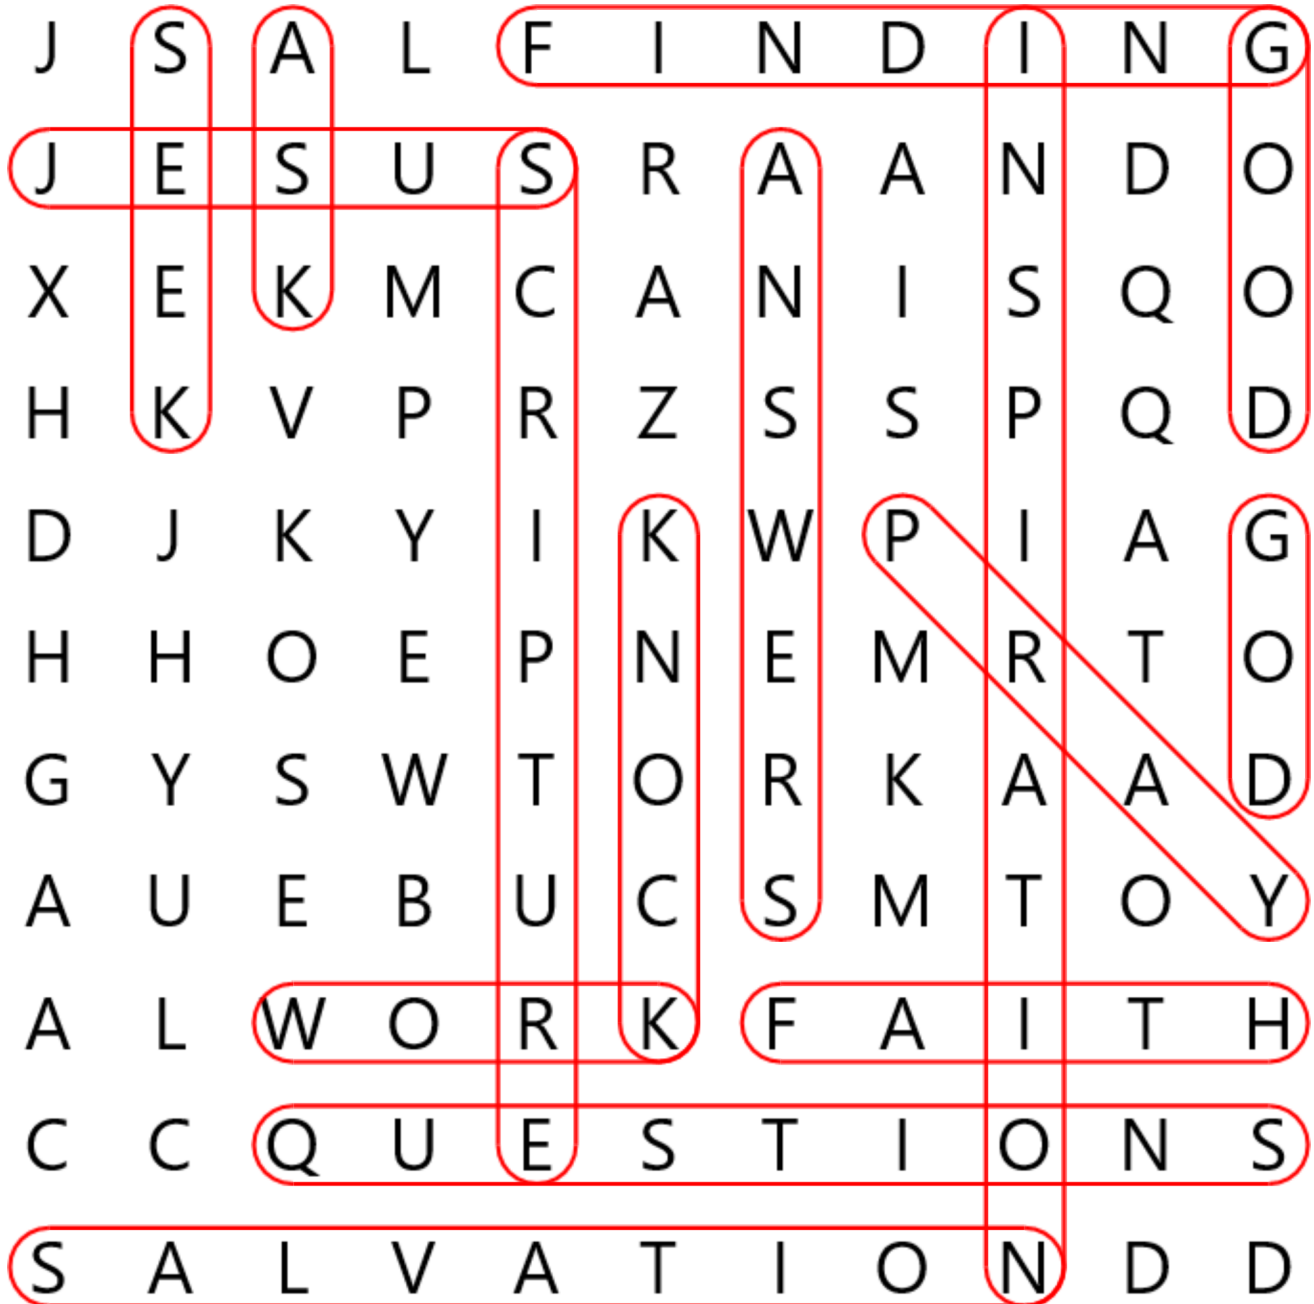 J S A L F I N D I N G
J E S U S R A A N D O
X E K M C A N I S Q O
H K V P R Z S S P Q D
D J K Y I K W P I A G
H H O E P N E M R T O
G Y S W T O R K A A D
A U E B U C S M T O Y
A L W O R K F A I T H
C C Q U E S T I O N S
S A L V A T I O N D D